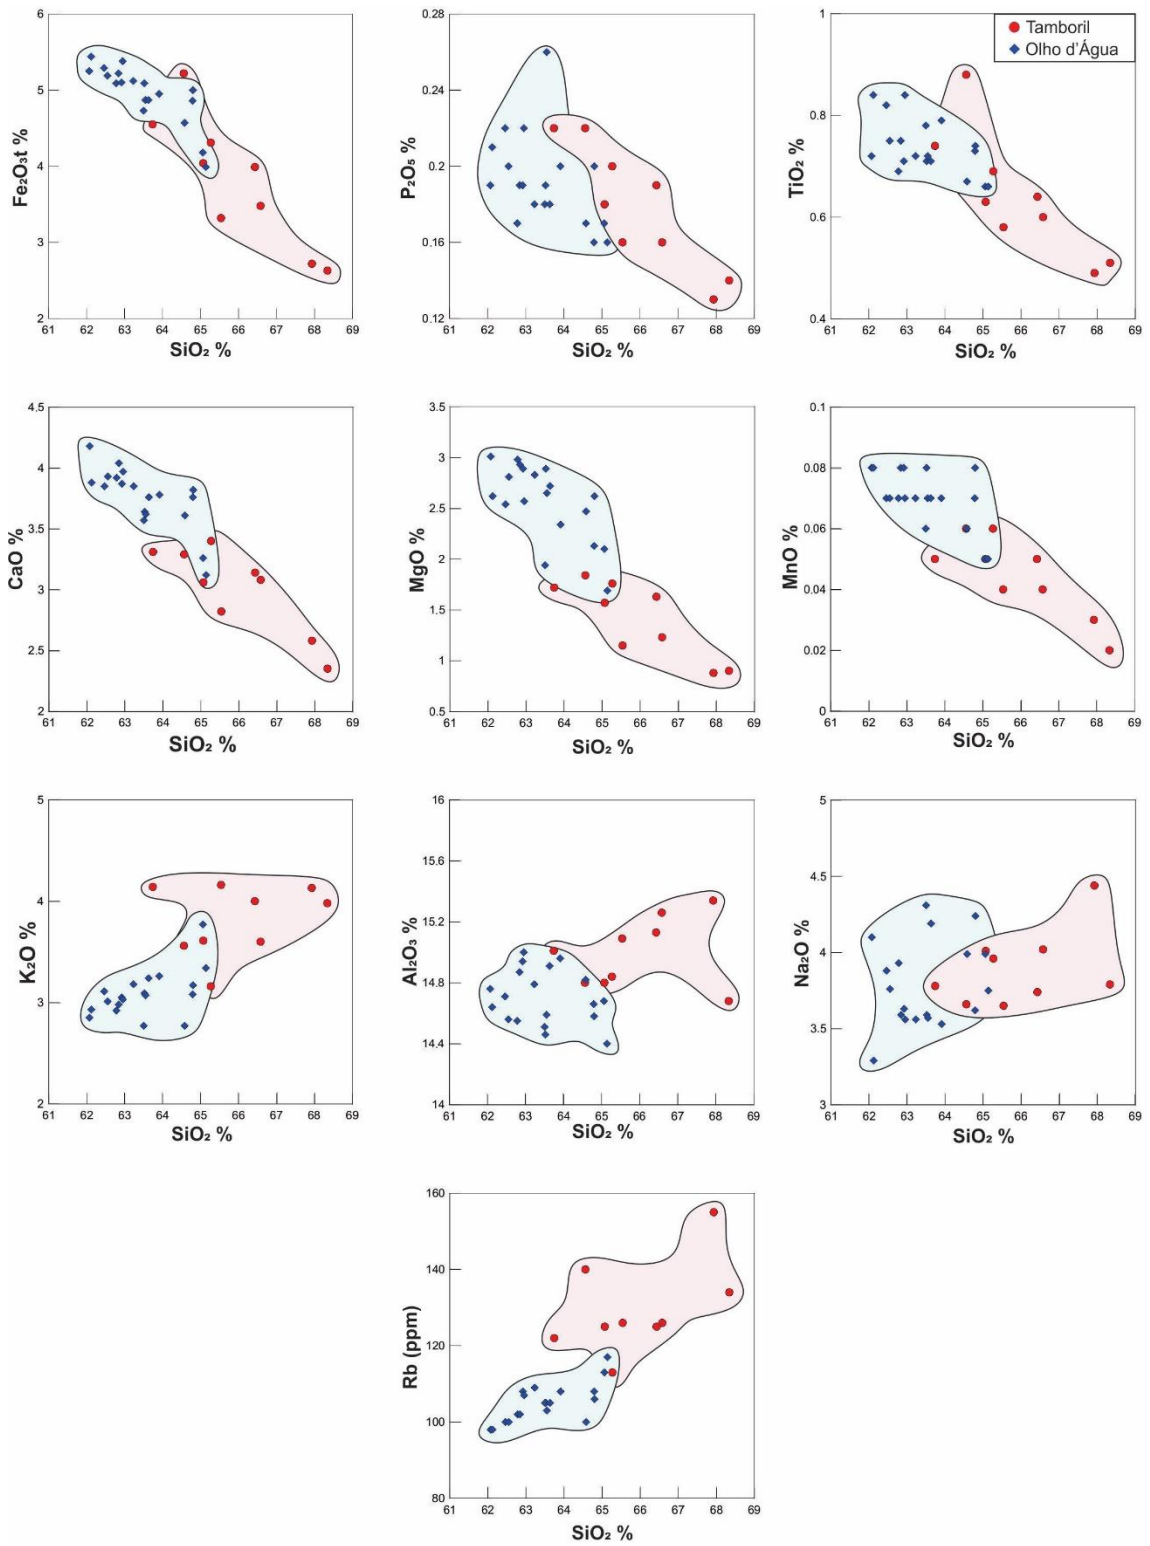 6
5
4
3
2
Fe₂O₃t %
61 62 63 64 65 66 67 68 69
SiO₂ %
0.28
0.24
0.2
0.16
0.12
P₂O₅ %
61 62 63 64 65 66 67 68 69
SiO₂ %
1
0.8
0.6
0.4
TiO₂ %
61 62 63 64 65 66 67 68 69
SiO₂ %
Tamboril
Olho d'Água
4.5
4
3.5
3
2.5
2
CaO %
61 62 63 64 65 66 67 68 69
SiO₂ %
3.5
3
2.5
2
1.5
1
0.5
MgO %
61 62 63 64 65 66 67 68 69
SiO₂ %
0.1
0.08
0.06
0.04
0.02
0
MnO %
61 62 63 64 65 66 67 68 69
SiO₂ %
5
4
3
2
K₂O %
61 62 63 64 65 66 67 68 69
SiO₂ %
16
15.6
15.2
14.8
14.4
14
Al₂O₃ %
61 62 63 64 65 66 67 68 69
SiO₂ %
5
4.5
4
3.5
3
Na₂O %
61 62 63 64 65 66 67 68 69
SiO₂ %
160
140
120
100
80
Rb (ppm)
61 62 63 64 65 66 67 68 69
SiO₂ %